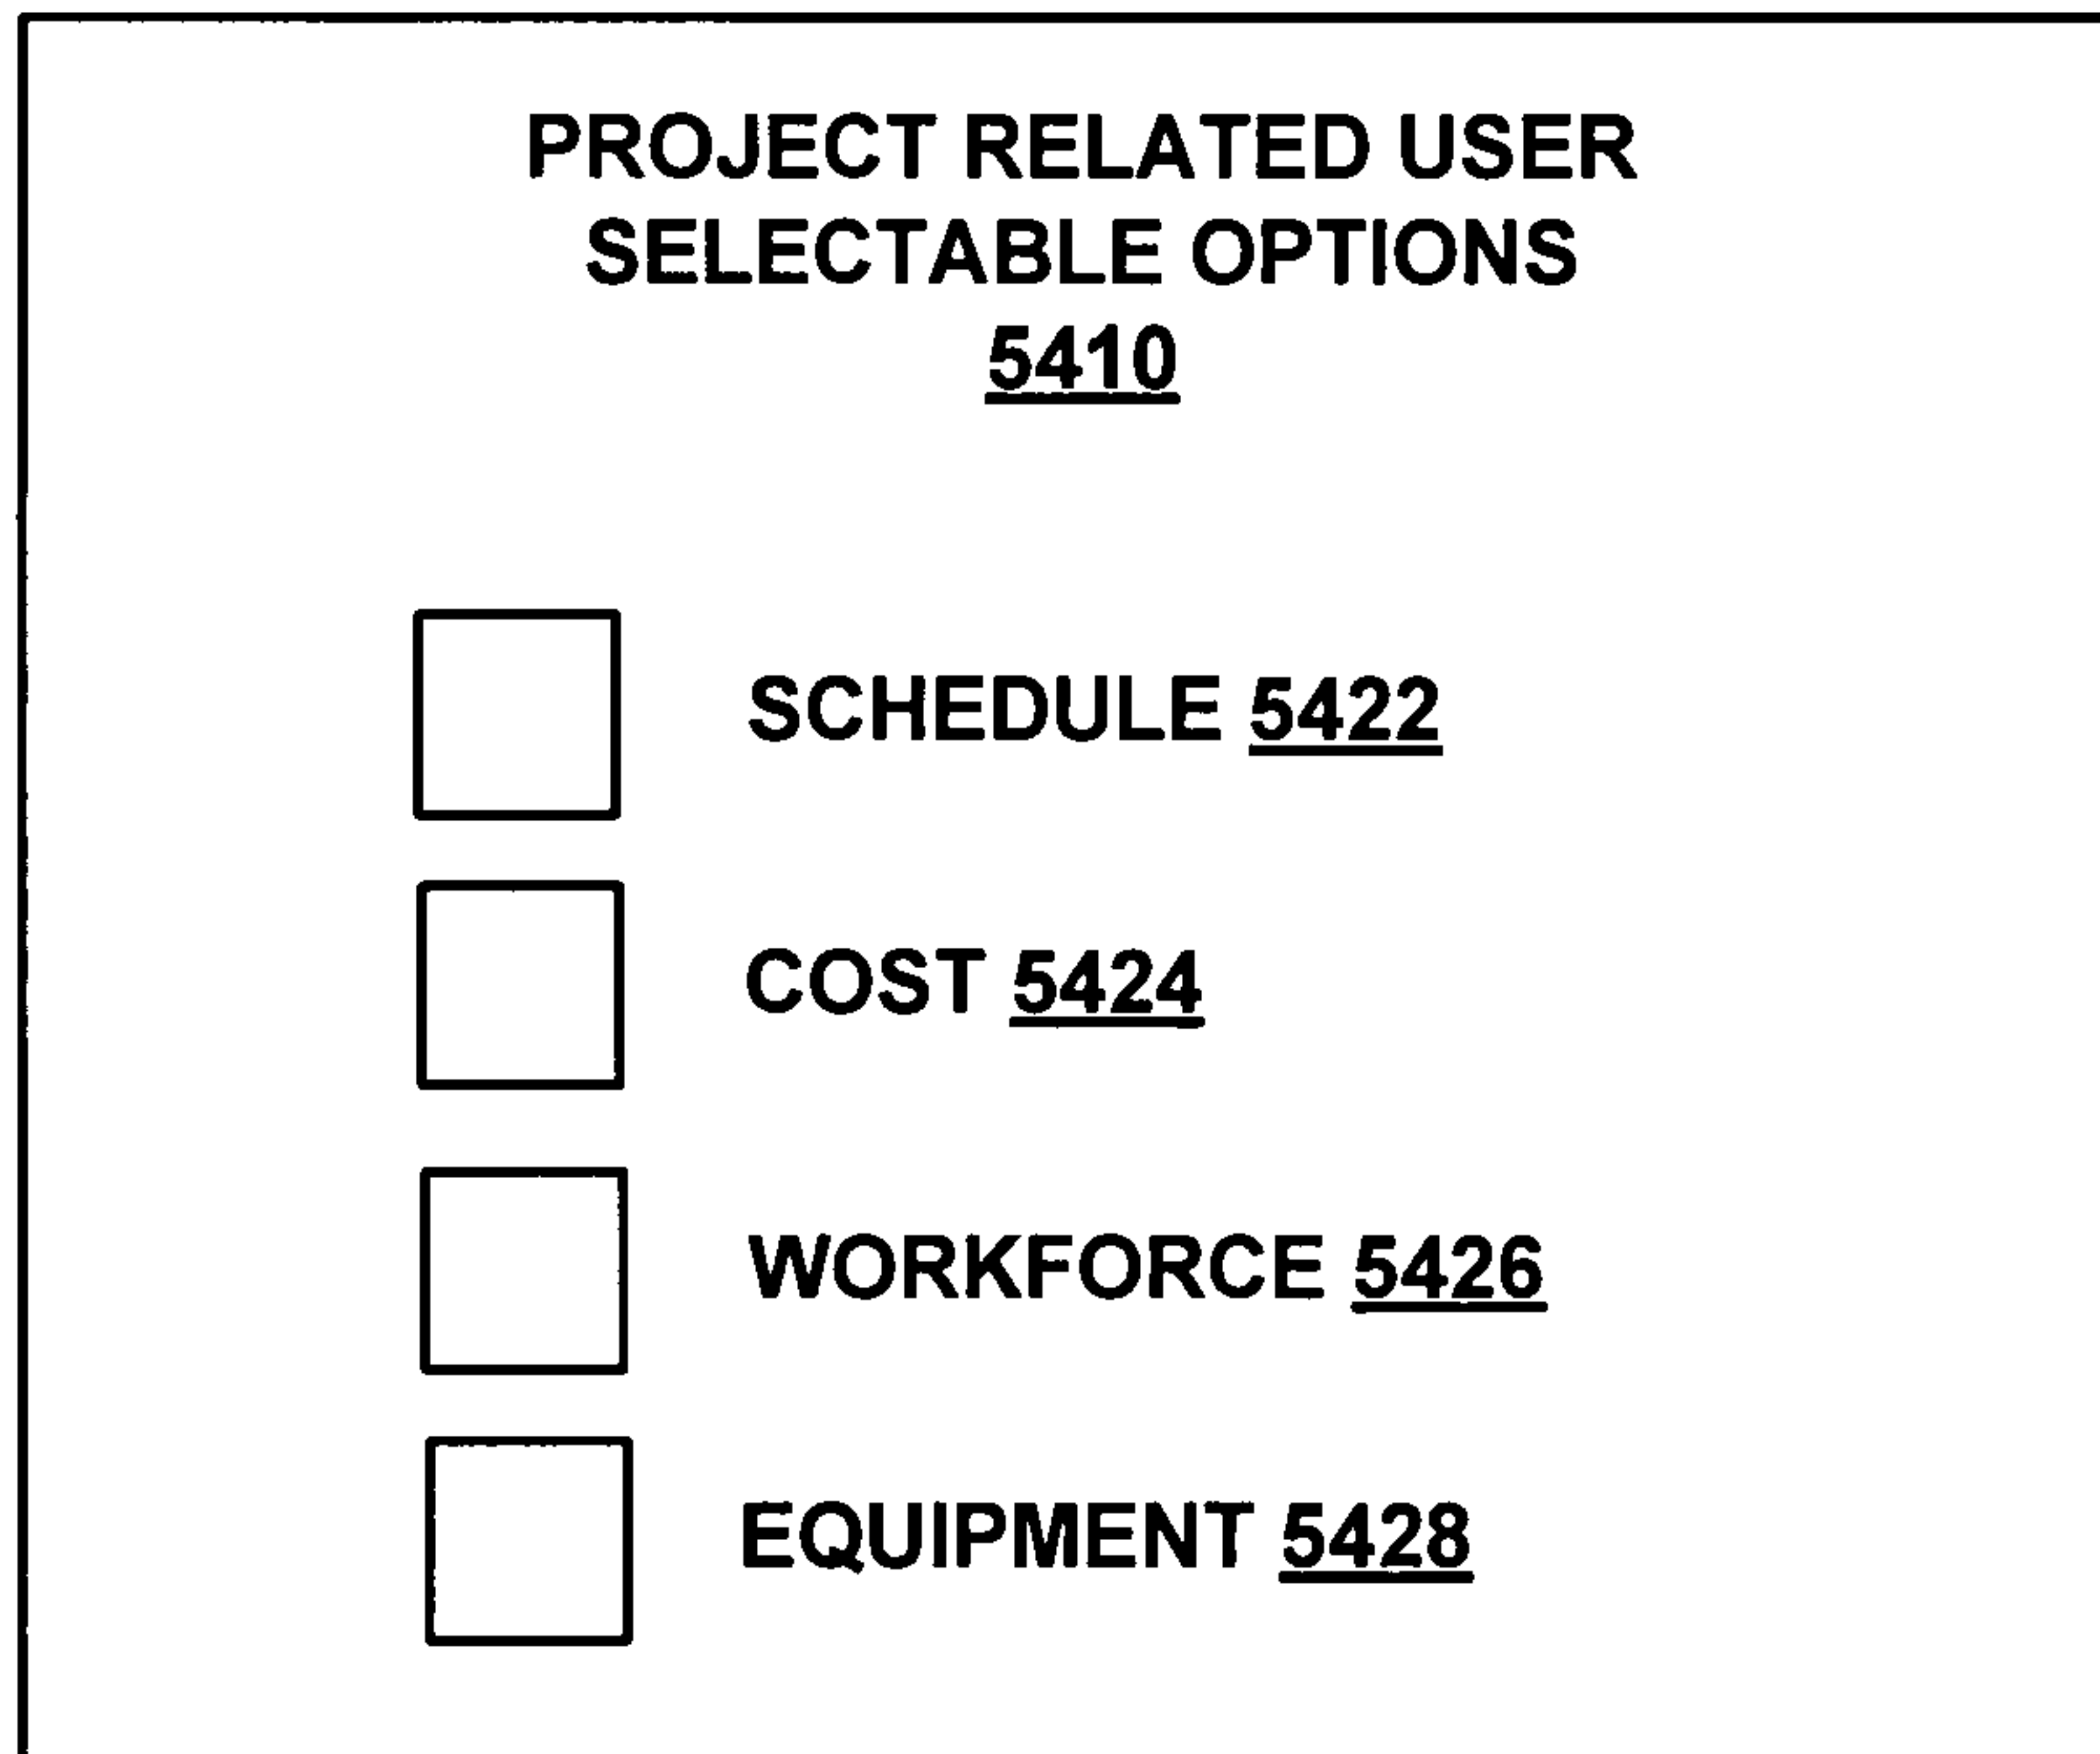 PROJECT RELATED USER
SELECTABLE OPTIONS
5410
SCHEDULE 5422
COST 5424
WORKFORCE 5426
EQUIPMENT 5428